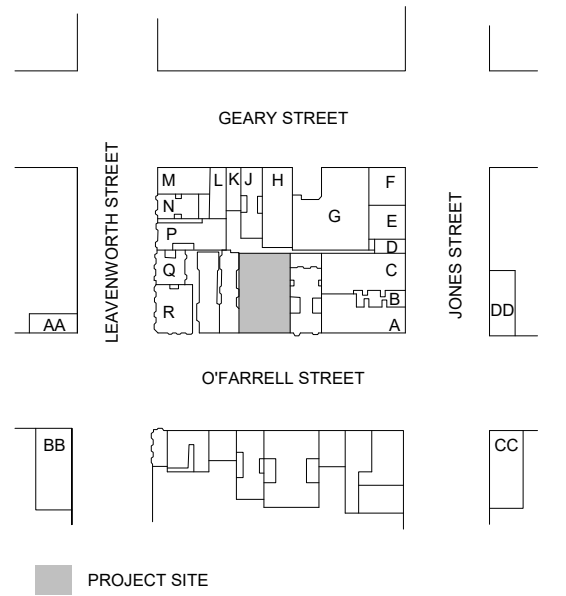 GEARY STREET
LEAVENWORTH STREET
JONES STREET
M
L
K
J
H
F
N
G
E
P
D
Q
C
B
R
A
AA
DD
O'FARRELL STREET
BB
CC
PROJECT SITE